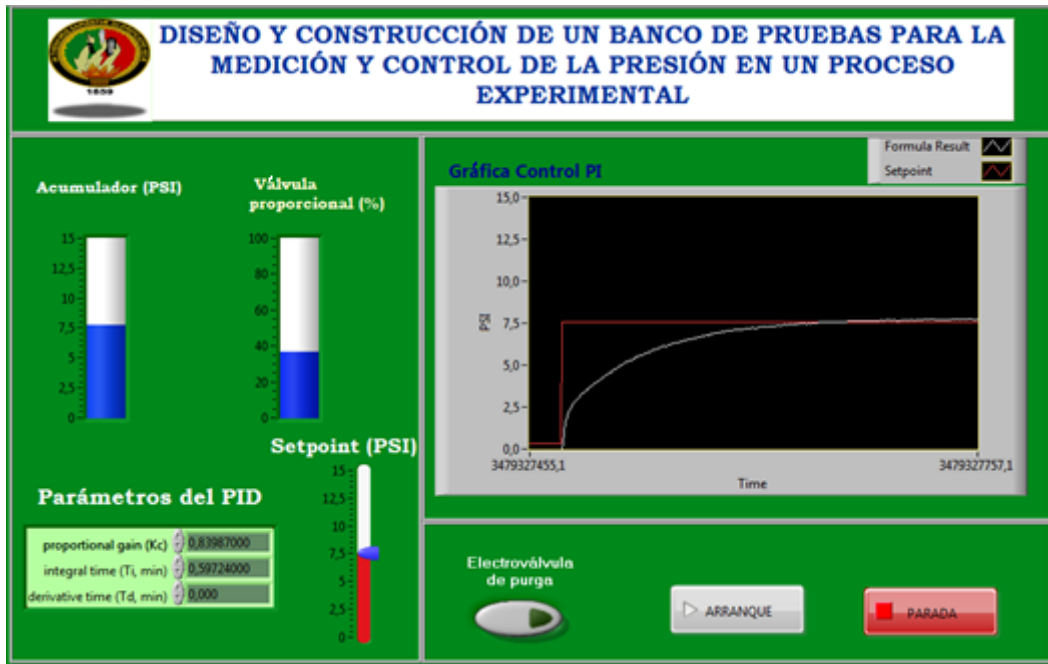 DISEÑO Y CONSTRUCCIÓN DE UN BANCO DE PRUEBAS PARA LA
MEDICIÓN Y CONTROL DE LA PRESIÓN EN UN PROCESO
EXPERIMENTAL
1859
Acumulador (PSI)
15
12,5
10
7,5
5
2,5
0
Válvula
proporcional (%)
100
80
60
40
20
0
Setpoint (PSI)
15
12,5
10
7,5
5
2,5
0
Parámetros del PID
proportional gain (Kc) 0,83987000
integral time (Ti, min) 0,59724000
derivative time (Td, min) 0,000
Gráfica Control PI
Formula Result
Setpoint
15,0
12,5
10,0
7,5
5,0
2,5
0,0
PSI
3479327455,1
3479327757,1
Time
Electroválvula
de purga
ARRANQUE
PARADA